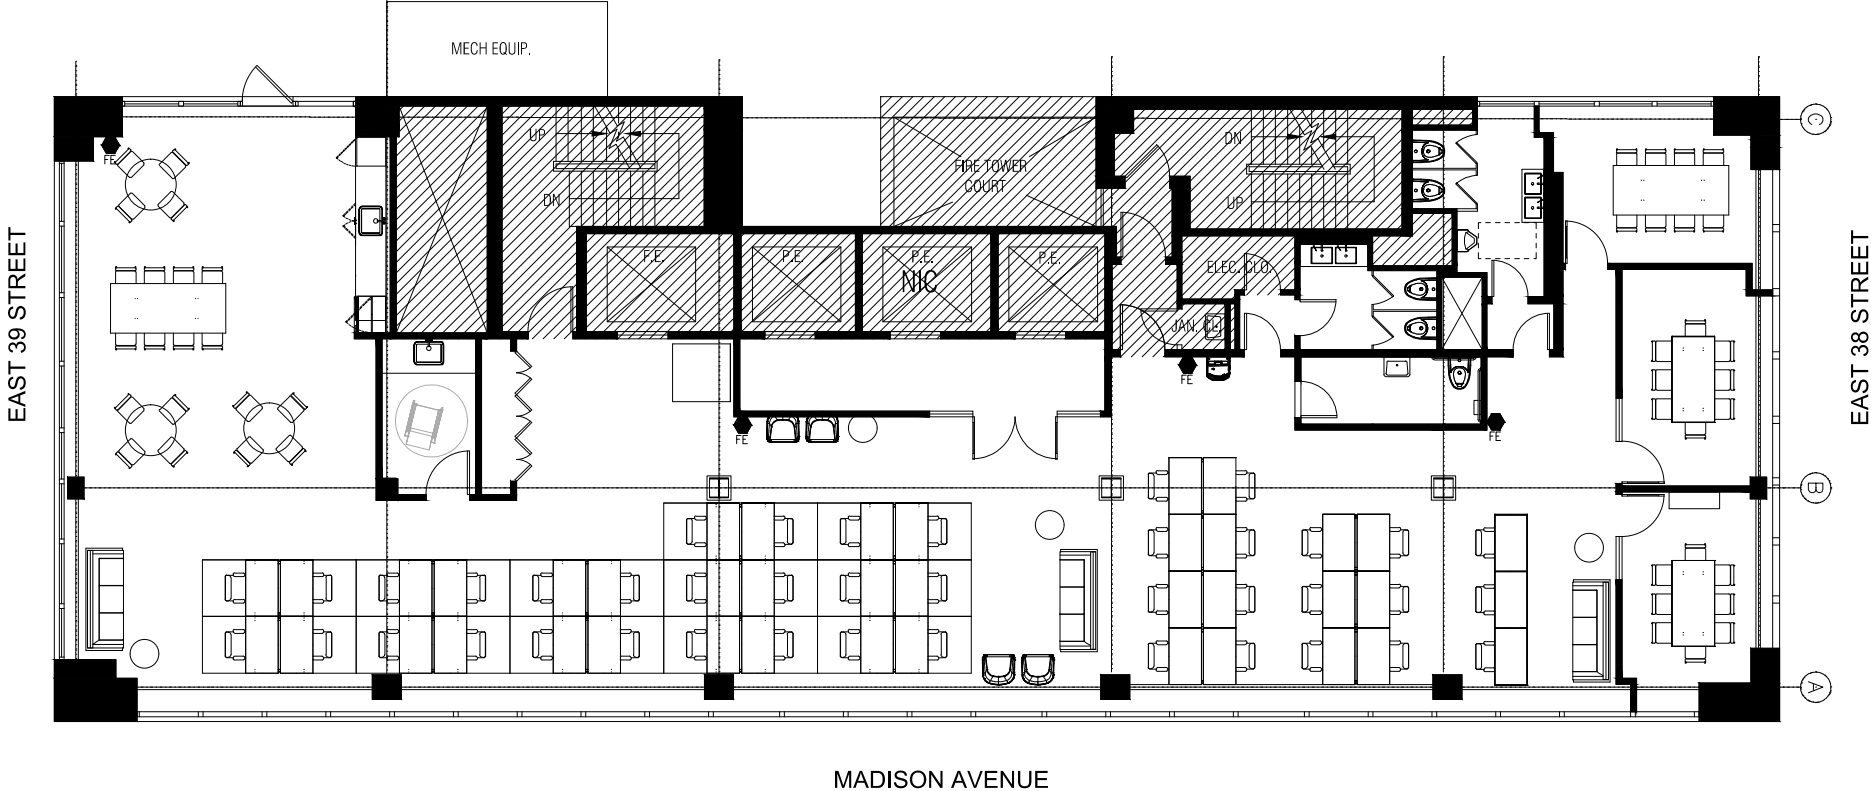 MECH EQUIP.
UP
DN
FE
DN
FIRE TOWER
COURT
DN
UP
C
EAST 39 STREET
EAST 38 STREET
F.E.
P.E.
P.E.
NIC
P.E.
ELEC. CLO.
JAN. CL.
FE
FE
FE
B
A
MADISON AVENUE